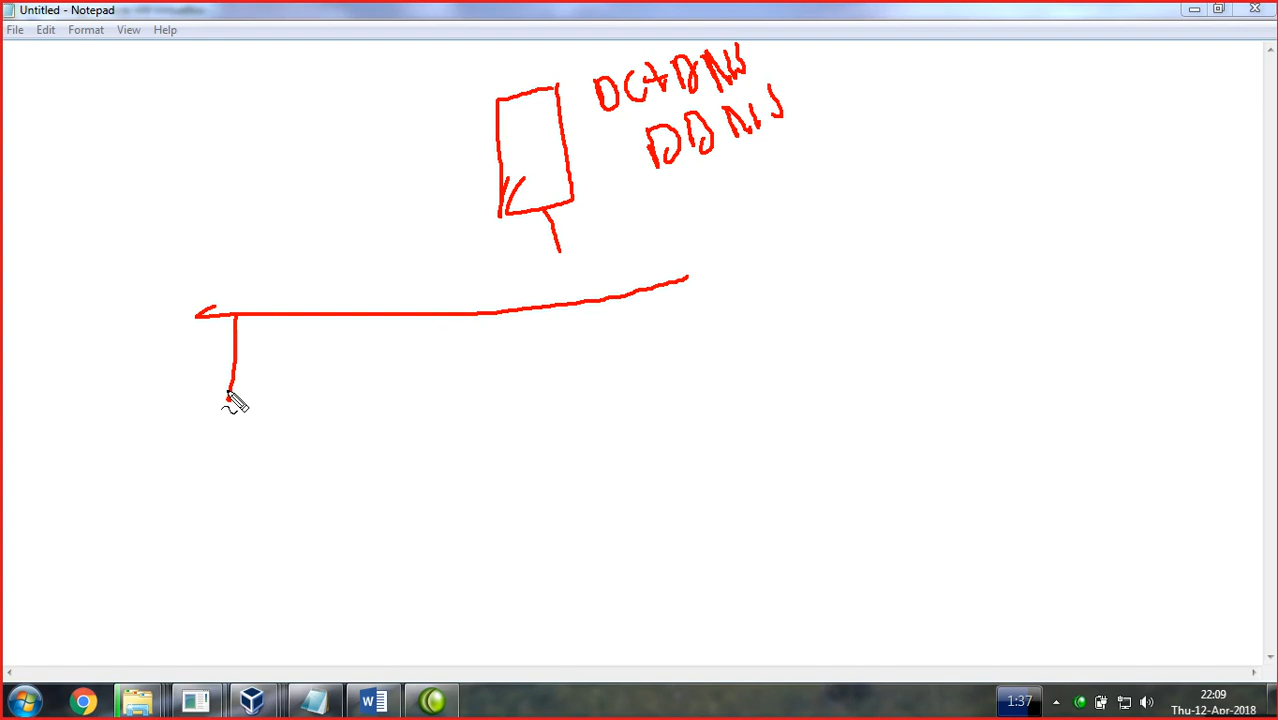 Untitled - Notepad
File Edit Format View Help
DC+DNS
DDNS
1:37
22:09
Thu-12-Apr-2018